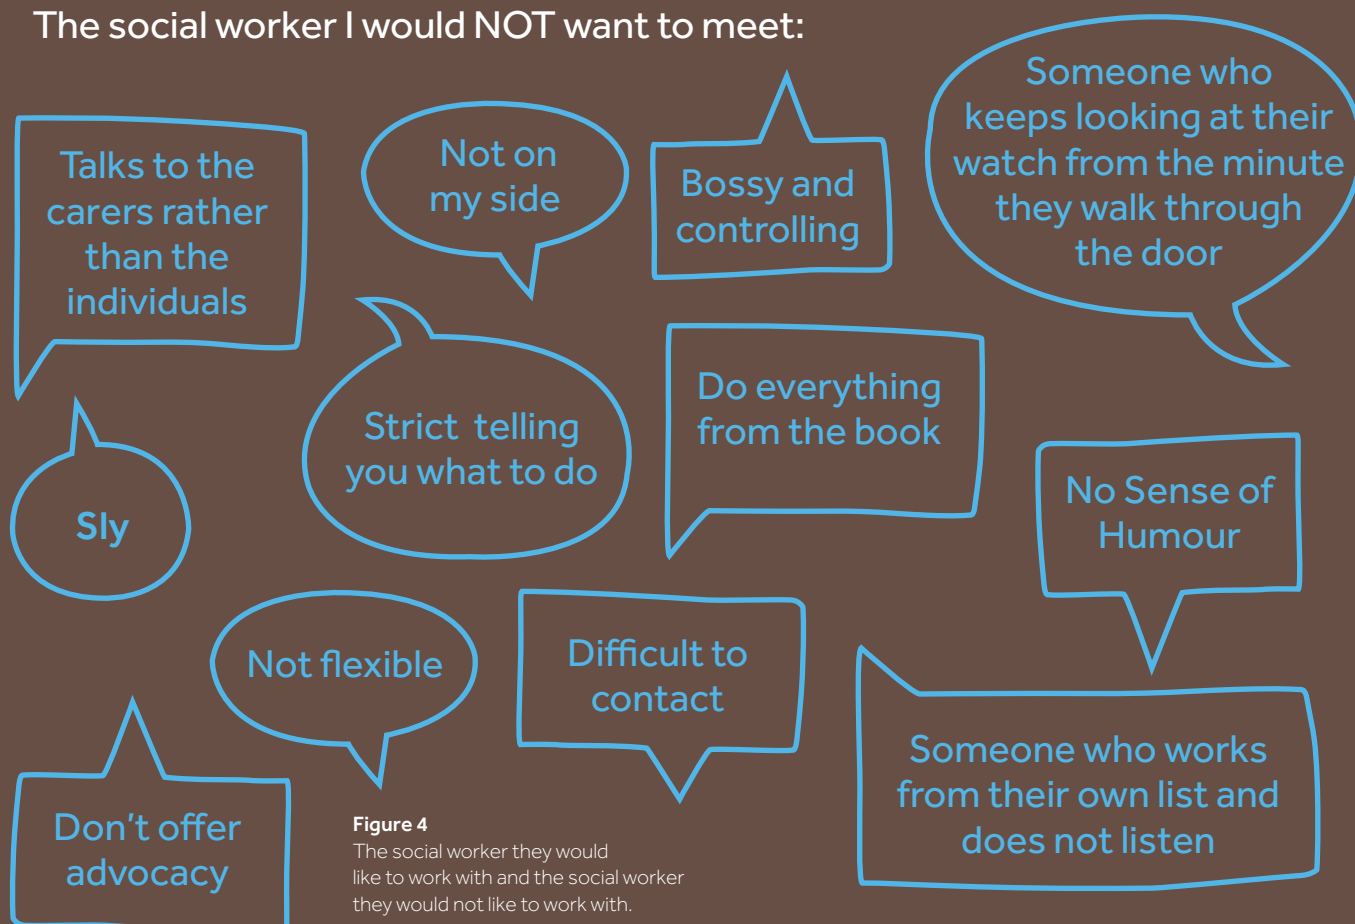 The social worker I would NOT want to meet:
Talks to the
carers rather
than the
individuals
Not on
my side
Bossy and
controlling
Someone who
keeps looking at their
watch from the minute
they walk through
the door
Sly
Strict telling
you what to do
Do everything
from the book
No Sense of
Humour
Not flexible
Difficult to
contact
Someone who works
from their own list and
does not listen
Don't offer
advocacy
Figure 4
The social worker they would
like to work with and the social worker
they would not like to work with.